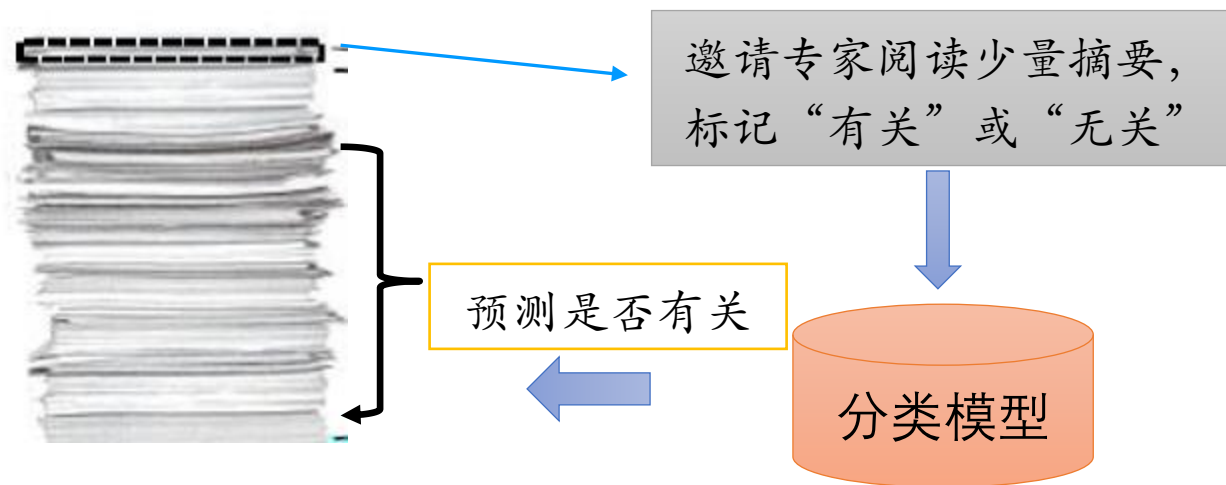 邀请专家阅读少量摘要，
标记“有关”或“无关”
预测是否有关
分类模型